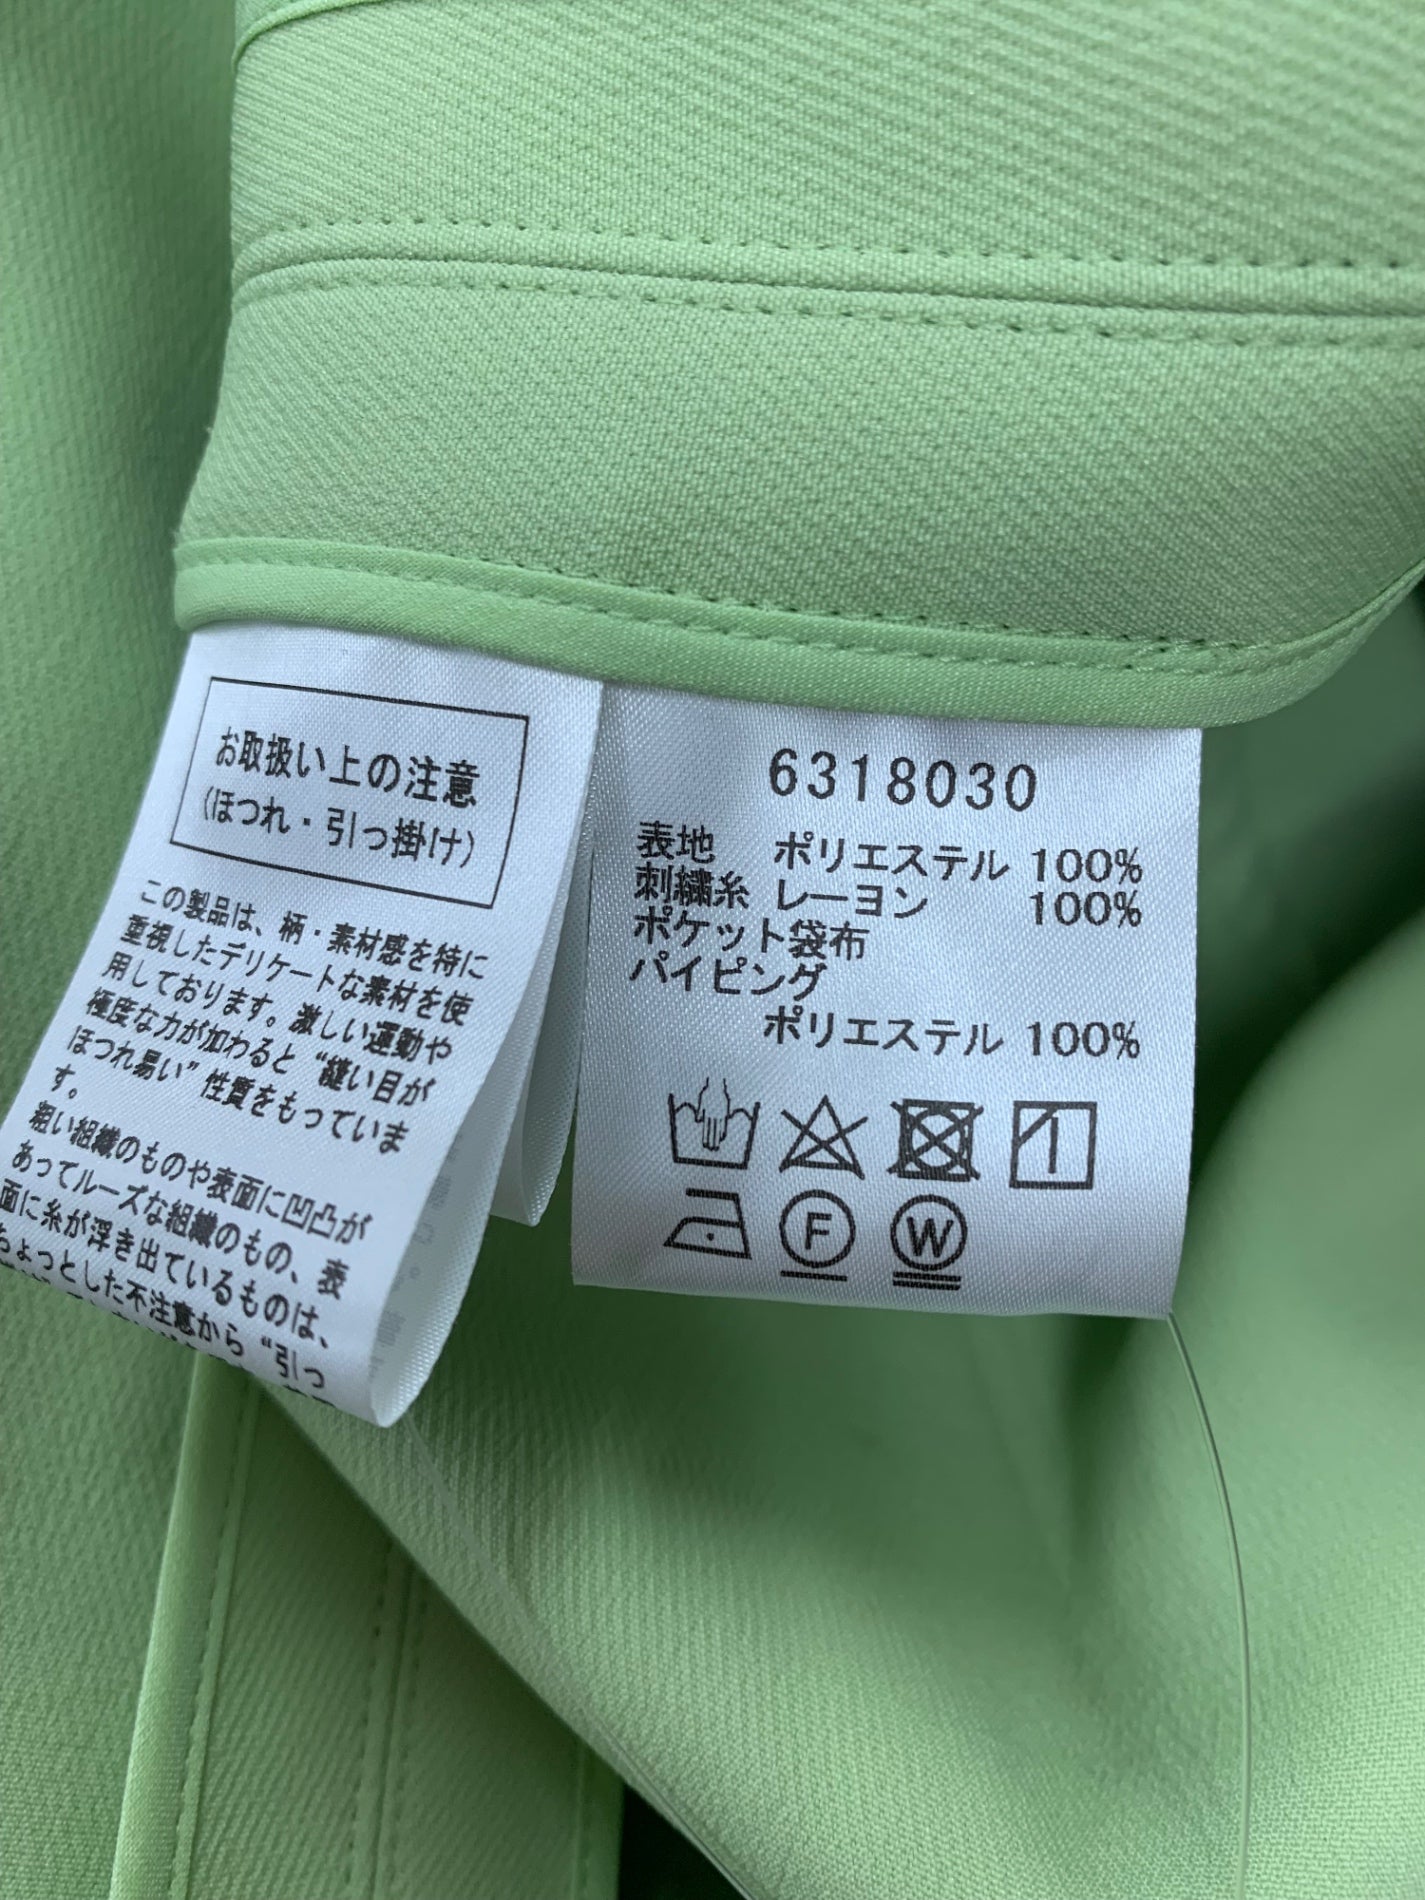 お取扱い上の注意
(ほつれ・引っ掛け)
この製品は、柄・素材感を特に
重視したデリケートな素材を使
用しております。激しい運動や
極度な力が加わると“縫い目が
ほつれ易い”性質をもっていま
す。
粗い組織のものや表面に凹凸が
あってルーズな組織のもの、表
面に糸が浮き出ているものは、
ちょっとした不注意から“引っ
6318030
表地 ポリエステル 100%
刺繍糸 レーヨン 100%
ポケット袋布
パイピング
ポリエステル 100%
F
W